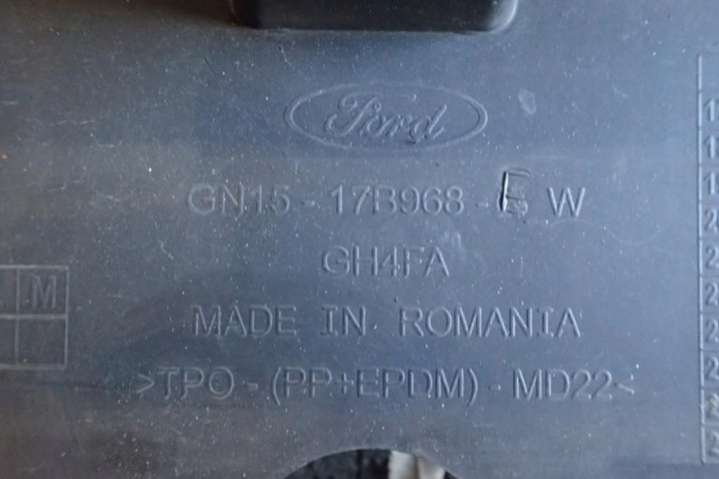 Ford
GN15 - 17B968 - E W
GH4FA
M
MADE IN ROMANIA
>TPO - (PP+EPDM) - MD22<